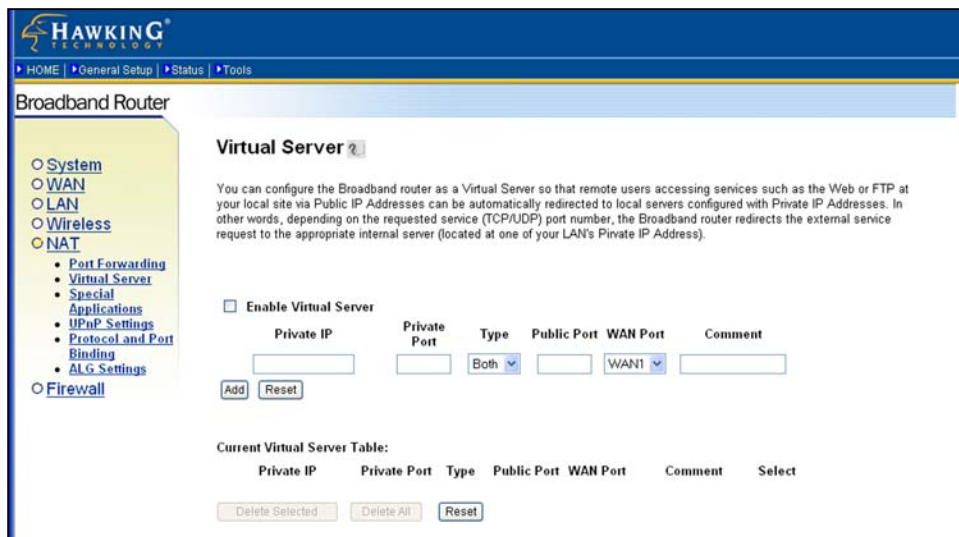 HAWKING®
TECHNOLOGY
HOME | General Setup | Status | Tools
Broadband Router
System
WAN
LAN
Wireless
NAT
Port Forwarding
Virtual Server
Special
Applications
UPnP Settings
Protocol and Port
Binding
ALG Settings
Firewall
Virtual Server
You can configure the Broadband router as a Virtual Server so that remote users accessing services such as the Web or FTP at
your local site via Public IP Addresses can be automatically redirected to local servers configured with Private IP Addresses. In
other words, depending on the requested service (TCP/UDP) port number, the Broadband router redirects the external service
request to the appropriate internal server (located at one of your LAN's Pivate IP Address).
Enable Virtual Server
Private IP Private Port Type Public Port WAN Port Comment
Both WAN1
Add Reset
Current Virtual Server Table:
Private IP Private Port Type Public Port WAN Port Comment Select
Delete Selected Delete All Reset